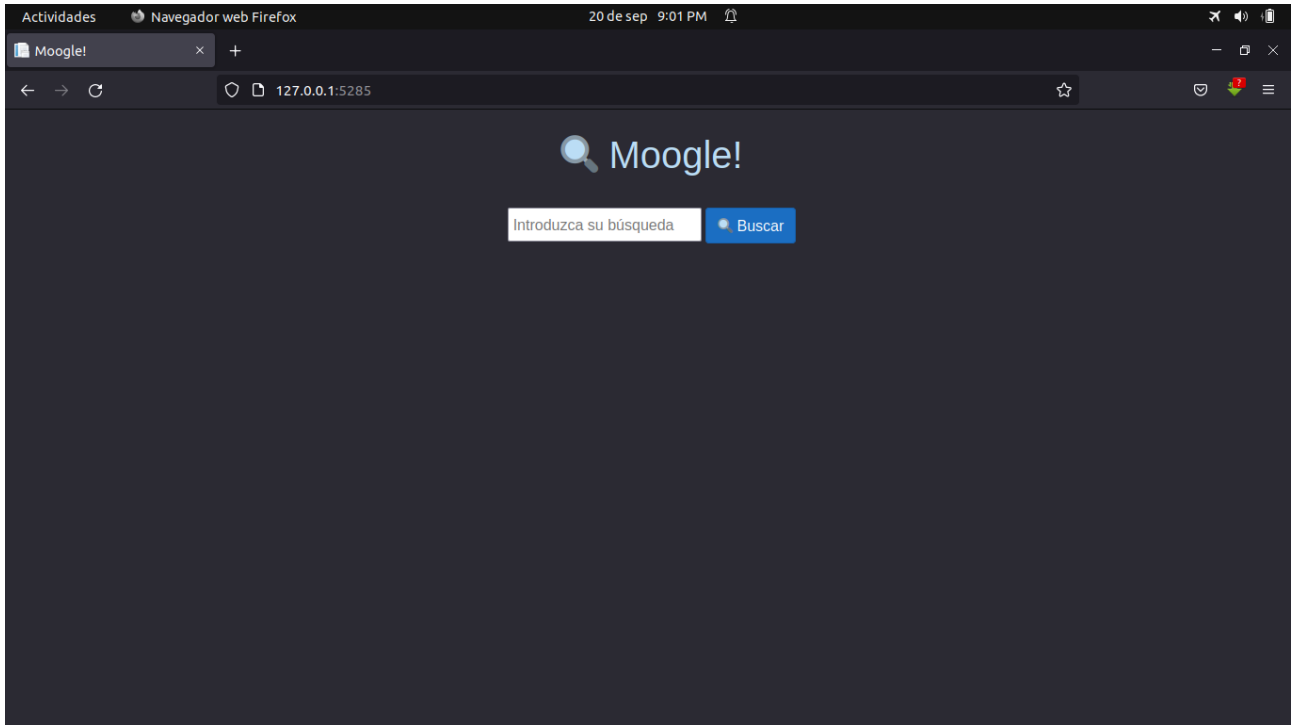 Actividades Navegador web Firefox 20 de sep 9:01 PM
Moogle!
127.0.0.1:5285
?
Moogle!
Introduzca su búsqueda Buscar